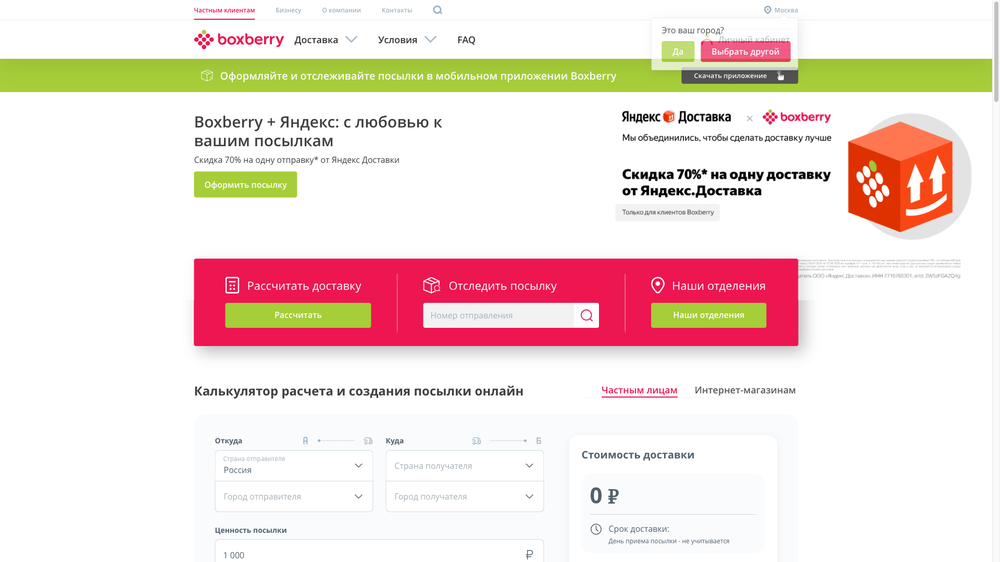 Частным клиентам
Бизнесу
О компании
Контакты
Москва
boxberry
Доставка
Условия
FAQ
Это ваш город?
Личный кабинет
Да
Выбрать другой
Оформляйте и отслеживайте посылки в мобильном приложении Boxberry
Скачать приложение
Boxberry + Яндекс: с любовью к
вашим посылкам
Скидка 70% на одну отправку* от Яндекс Доставки
Оформить посылку
Яндекс Доставка × boxberry
Мы объединились, чтобы сделать доставку лучше
Скидка 70%* на одну доставку
от Яндекс.Доставка
Только для клиентов Boxberry
Рассчитать доставку
Рассчитать
Отследить посылку
Номер отправления
Наши отделения
Наши отделения
Калькулятор расчета и создания посылки онлайн
Частным лицам
Интернет-магазинам
Откуда
А
Куда
Б
Страна отправителя
Россия
Город отправителя
Страна получателя
Город получателя
Ценность посылки
1 000 ₽
Стоимость доставки
0 ₽
Срок доставки:
День приема посылки - не учитывается